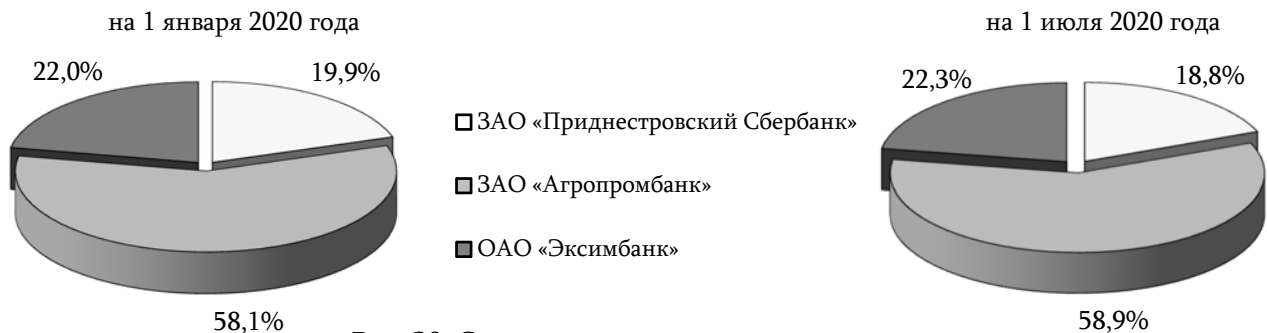 на 1 января 2020 года
на 1 июля 2020 года
22,0%
19,9%
22,3%
18,8%
ЗАО «Приднестровский Сбербанк»
ЗАО «Агропромбанк»
ОАО «Эксимбанк»
58,1%
58,9%